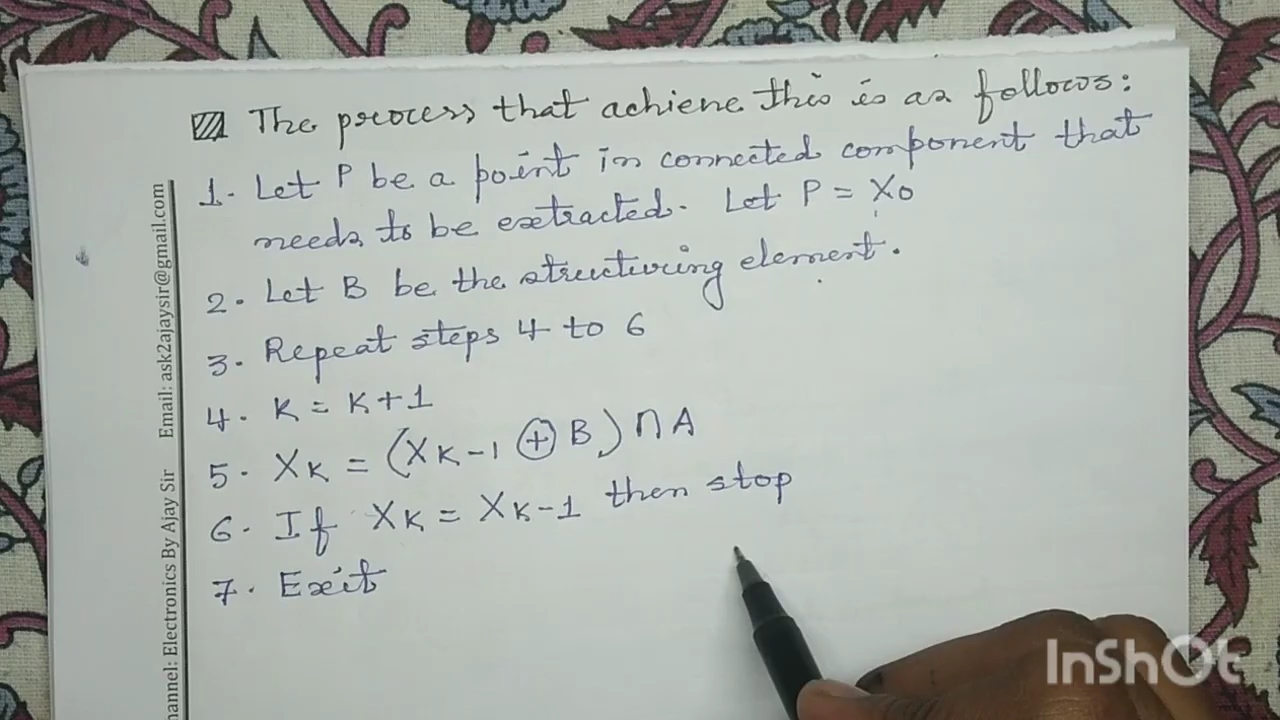 The process that achieve this is as follows:
1. Let P be a point in connected component that
needs to be extracted. Let P = X0
2. Let B be the structuring element.
3. Repeat steps 4 to 6
4. K = K+1
5. XK = (XK-1 ⊕ B) ∩ A
6. If XK = XK-1 then stop
7. Exit
hannel: Electronics By Ajay Sir Email: ask2ajaysir@gmail.com
InShOt